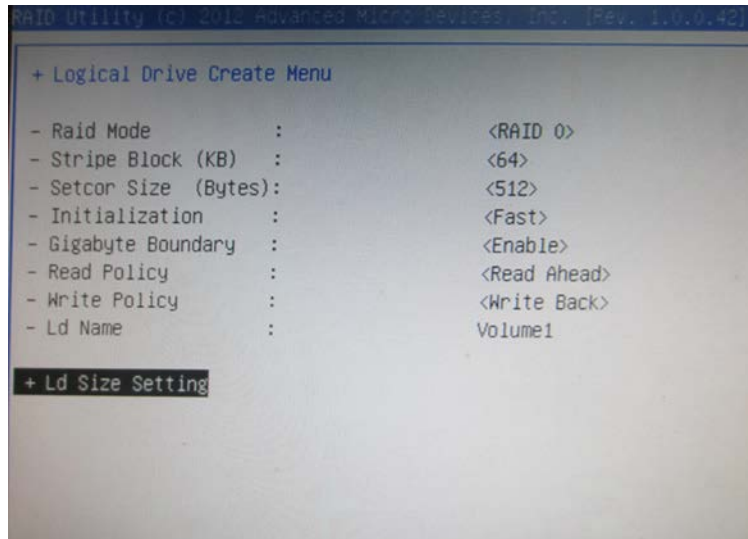 RAID Utility (c) 2012 Advanced Micro Devices, Inc. [Rev. 1.0.0.42]
+ Logical Drive Create Menu
- Raid Mode : <RAID 0>
- Stripe Block (KB) : <64>
- Setcor Size (Bytes): <512>
- Initialization : <Fast>
- Gigabyte Boundary : <Enable>
- Read Policy : <Read Ahead>
- Write Policy : <Write Back>
- Ld Name : Volume1
+ Ld Size Setting